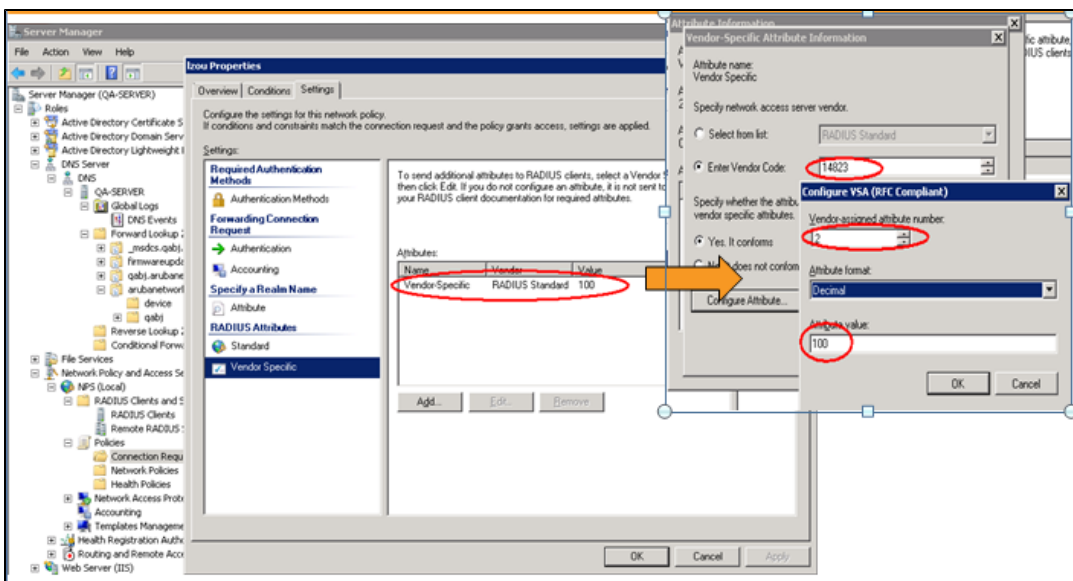 Server Manager
File Action View Help
Server Manager (QA-SERVER)
Roles
Active Directory Certificate S
Active Directory Domain Serv
Active Directory Lightweight
DNS Server
DNS
QA-SERVER
Global Logs
DNS Events
Forward Lookup
_msdcs.qabj.
firmwareupda
qabj.arubane
arubanetworl
device
qabj
Reverse Lookup
Conditional Forw
File Services
Network Policy and Access Se
NPS (Local)
RADIUS Clients and S
RADIUS Clients
Remote RADIUS
Policies
Connection Requ
Network Policies
Health Policies
Network Access Prote
Accounting
Templates Manageme
Health Registration Autho
Routing and Remote Acce
Web Server (IIS)
Izou Properties
Overview Conditions Settings
Configure the settings for this network policy.
If conditions and constraints match the connection request and the policy grants access, settings are applied.
Settings:
Required Authentication Methods
Authentication Methods
Forwarding Connection Request
Authentication
Accounting
Specify a Realm Name
Attribute
RADIUS Attributes
Standard
Vendor Specific
To send additional attributes to RADIUS clients, select a Vendor S
then click Edit. If you do not configure an attribute, it is not sent to
your RADIUS client documentation for required attributes.
Attributes:
Name Vendor Value
Vendor-Specific RADIUS Standard 100
Add... Edit... Remove
OK Cancel Apply
Attribute Information
Vendor-Specific Attribute Information
fic attribute,
DIUS clients
Attribute name:
Vendor Specific
Specify network access server vendor.
Select from list: RADIUS Standard
Enter Vendor Code: 14823
Specify whether the attribu
vendor specific attributes.
Yes. It conforms
does not conform
Configure Attribute...
Configure VSA (RFC Compliant)
Vendor-assigned attribute number:
2
Attribute format:
Decimal
Attribute value:
100
OK Cancel